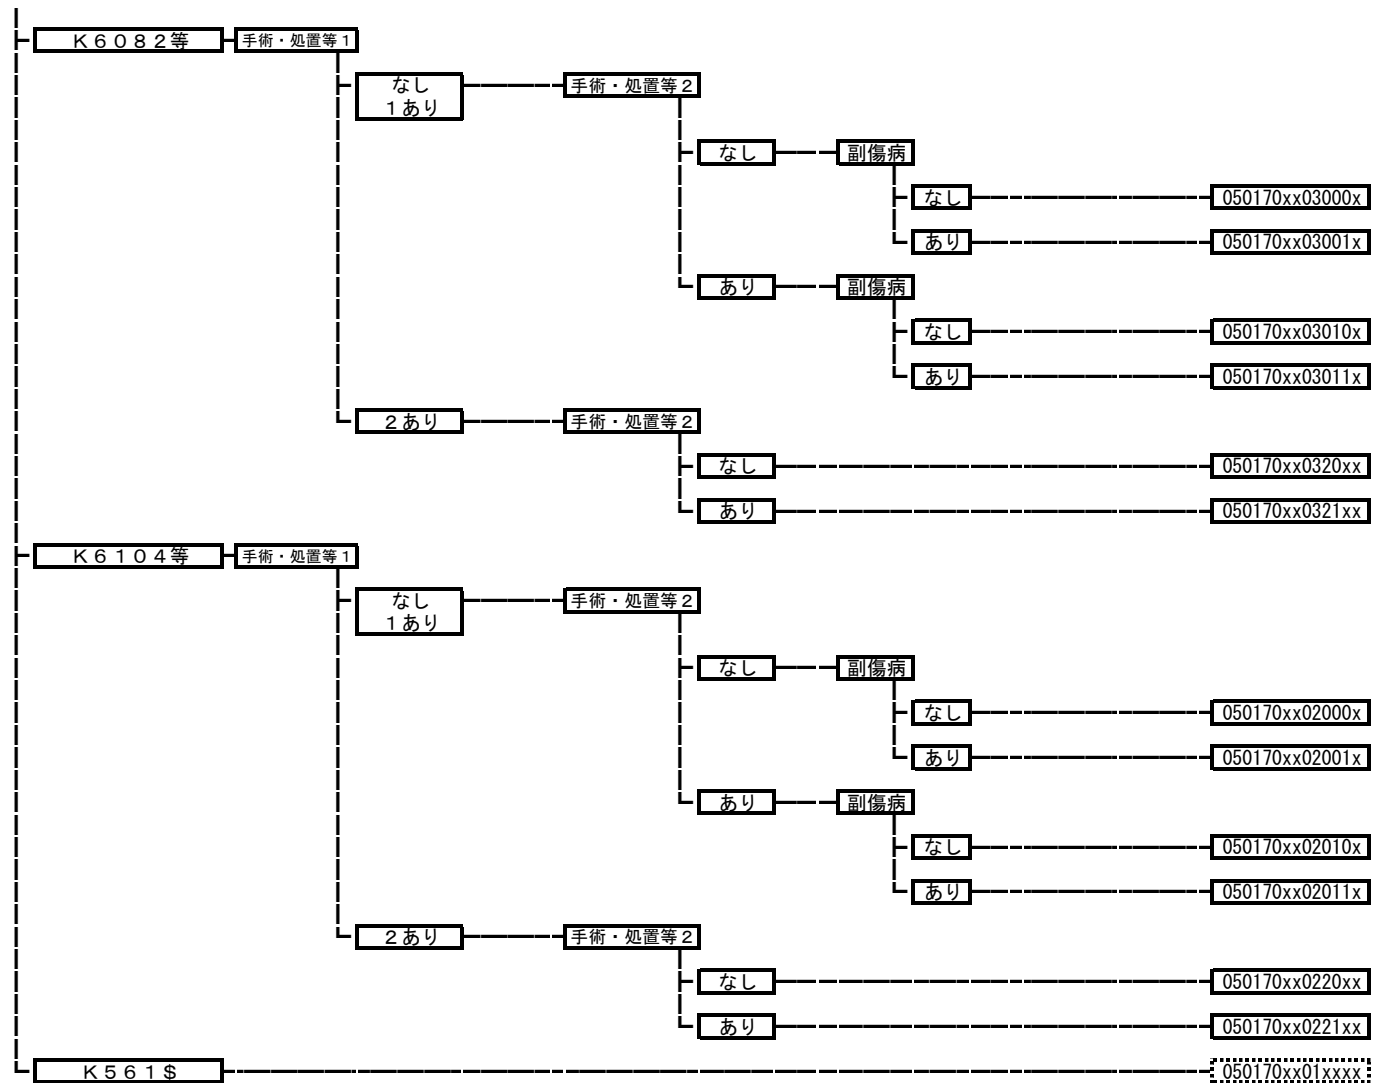 Ｋ６０８２等 手術・処置等１
なし
１あり
手術・処置等２
なし 副傷病
なし 050170xx03000x
あり 050170xx03001x
あり 副傷病
なし 050170xx03010x
あり 050170xx03011x
２あり 手術・処置等２
なし 050170xx0320xx
あり 050170xx0321xx
Ｋ６１０４等 手術・処置等１
なし
１あり
手術・処置等２
なし 副傷病
なし 050170xx02000x
あり 050170xx02001x
あり 副傷病
なし 050170xx02010x
あり 050170xx02011x
２あり 手術・処置等２
なし 050170xx0220xx
あり 050170xx0221xx
Ｋ５６１＄ 050170xx01xxxx